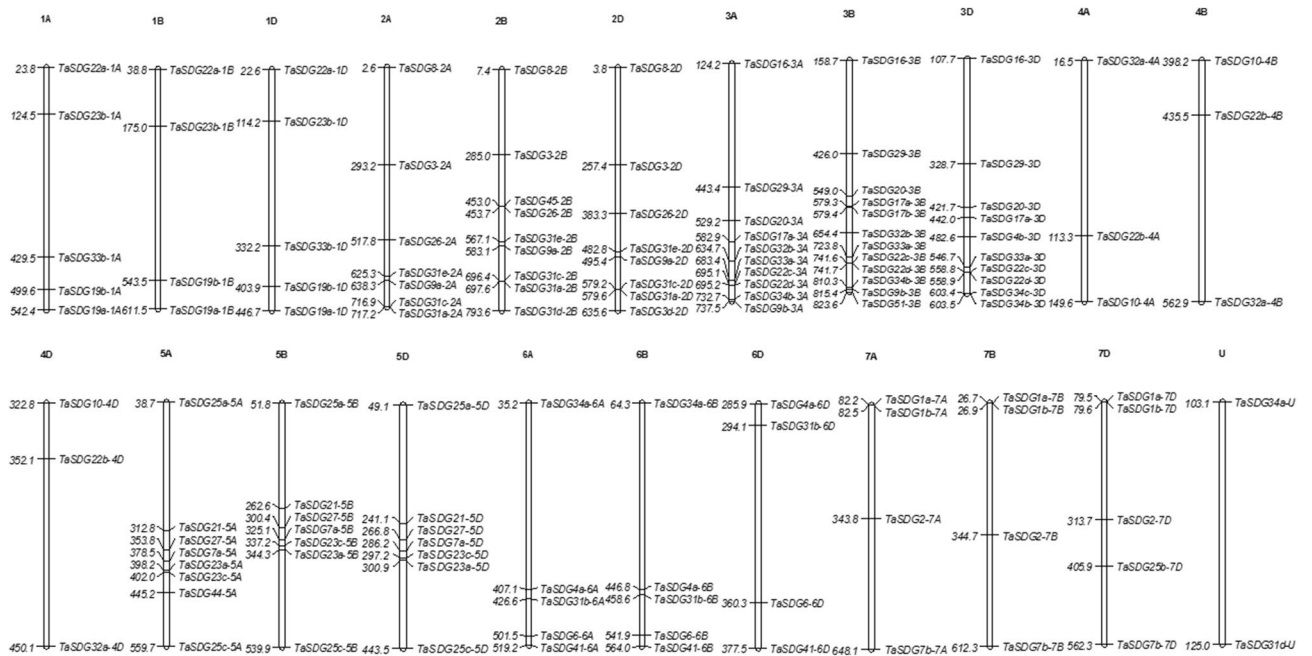 1A
23.8 TaSDG22a-1A
124.5 TaSDG23b-1A
429.5 TaSDG33b-1A
499.6 TaSDG19b-1A
542.4 TaSDG19a-1A
1B
38.8 TaSDG22a-1B
175.0 TaSDG23b-1B
543.5 TaSDG19b-1B
611.5 TaSDG19a-1B
1D
22.6 TaSDG22a-1D
114.2 TaSDG23b-1D
332.2 TaSDG33b-1D
403.9 TaSDG19b-1D
446.7 TaSDG19a-1D
2A
2.6 TaSDG8-2A
293.2 TaSDG3-2A
517.8 TaSDG26-2A
625.3 TaSDG31e-2A
638.3 TaSDG9a-2A
716.9 TaSDG31c-2A
717.2 TaSDG31a-2A
2B
7.4 TaSDG8-2B
285.0 TaSDG3-2B
453.0 TaSDG45-2B
453.7 TaSDG26-2B
567.1 TaSDG31e-2B
583.1 TaSDG9a-2B
696.4 TaSDG31c-2B
697.6 TaSDG31a-2B
793.6 TaSDG31d-2B
2D
3.8 TaSDG8-2D
257.4 TaSDG3-2D
383.3 TaSDG26-2D
482.8 TaSDG31e-2D
495.4 TaSDG9a-2D
579.2 TaSDG31c-2D
579.6 TaSDG31a-2D
635.6 TaSDG3d-2D
3A
124.2 TaSDG16-3A
443.4 TaSDG29-3A
529.2 TaSDG20-3A
582.9 TaSDG17a-3A
634.7 TaSDG32b-3A
683.4 TaSDG33a-3A
695.1 TaSDG22c-3A
695.2 TaSDG22d-3A
732.7 TaSDG34b-3A
737.5 TaSDG9b-3A
3B
158.7 TaSDG16-3B
426.0 TaSDG29-3B
549.0 TaSDG20-3B
579.3 TaSDG17a-3B
579.4 TaSDG17b-3B
654.4 TaSDG32b-3B
723.8 TaSDG33a-3B
741.6 TaSDG22c-3B
741.7 TaSDG22d-3B
810.3 TaSDG34b-3B
815.4 TaSDG9b-3B
823.6 TaSDG51-3B
3D
107.7 TaSDG16-3D
328.7 TaSDG29-3D
421.7 TaSDG20-3D
442.0 TaSDG17a-3D
482.6 TaSDG4b-3D
546.7 TaSDG33a-3D
558.8 TaSDG22c-3D
558.9 TaSDG22d-3D
603.4 TaSDG34c-3D
603.5 TaSDG34b-3D
4A
16.5 TaSDG32a-4A
113.3 TaSDG22b-4A
149.6 TaSDG10-4A
4B
398.2 TaSDG10-4B
435.5 TaSDG22b-4B
562.9 TaSDG32a-4B
4D
322.8 TaSDG10-4D
352.1 TaSDG22b-4D
450.1 TaSDG32a-4D
5A
38.7 TaSDG25a-5A
312.8 TaSDG21-5A
353.8 TaSDG27-5A
378.5 TaSDG7a-5A
398.2 TaSDG23a-5A
402.0 TaSDG23c-5A
445.2 TaSDG44-5A
559.7 TaSDG25c-5A
5B
51.8 TaSDG25a-5B
262.6 TaSDG21-5B
300.4 TaSDG27-5B
325.1 TaSDG7a-5B
337.2 TaSDG23c-5B
344.3 TaSDG23a-5B
539.9 TaSDG25c-5B
5D
49.1 TaSDG25a-5D
241.1 TaSDG21-5D
266.8 TaSDG27-5D
286.2 TaSDG7a-5D
297.2 TaSDG23c-5D
300.9 TaSDG23a-5D
443.5 TaSDG25c-5D
6A
35.2 TaSDG34a-6A
407.1 TaSDG4a-6A
426.6 TaSDG31b-6A
501.5 TaSDG6-6A
519.2 TaSDG41-6A
6B
64.3 TaSDG34a-6B
446.8 TaSDG4a-6B
458.6 TaSDG31b-6B
541.9 TaSDG6-6B
564.0 TaSDG41-6B
6D
285.9 TaSDG4a-6D
294.1 TaSDG31b-6D
360.3 TaSDG6-6D
377.5 TaSDG41-6D
7A
82.2 TaSDG1a-7A
82.5 TaSDG1b-7A
343.8 TaSDG2-7A
648.1 TaSDG7b-7A
7B
26.7 TaSDG1a-7B
26.9 TaSDG1b-7B
344.7 TaSDG2-7B
612.3 TaSDG7b-7B
7D
79.5 TaSDG1a-7D
79.6 TaSDG1b-7D
313.7 TaSDG2-7D
405.9 TaSDG25b-7D
562.3 TaSDG7b-7D
U
103.1 TaSDG34a-U
125.0 TaSDG31d-U